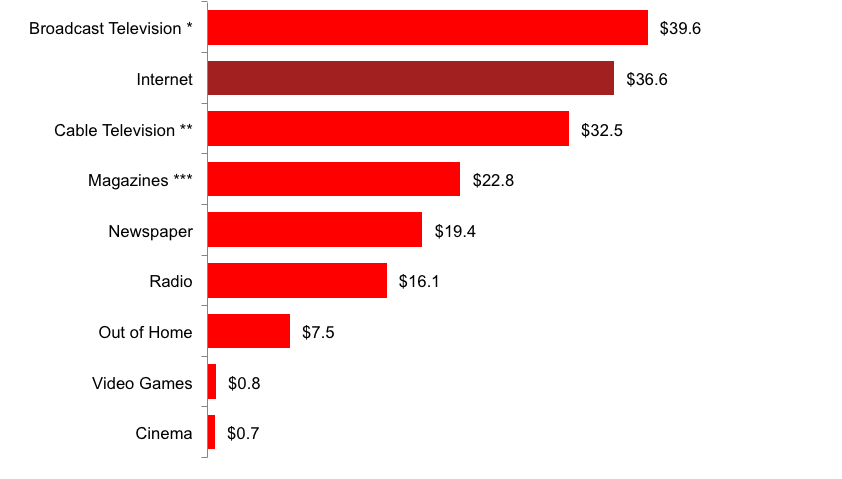 Broadcast Television * $39.6
Internet $36.6
Cable Television ** $32.5
Magazines *** $22.8
Newspaper $19.4
Radio $16.1
Out of Home $7.5
Video Games $0.8
Cinema $0.7